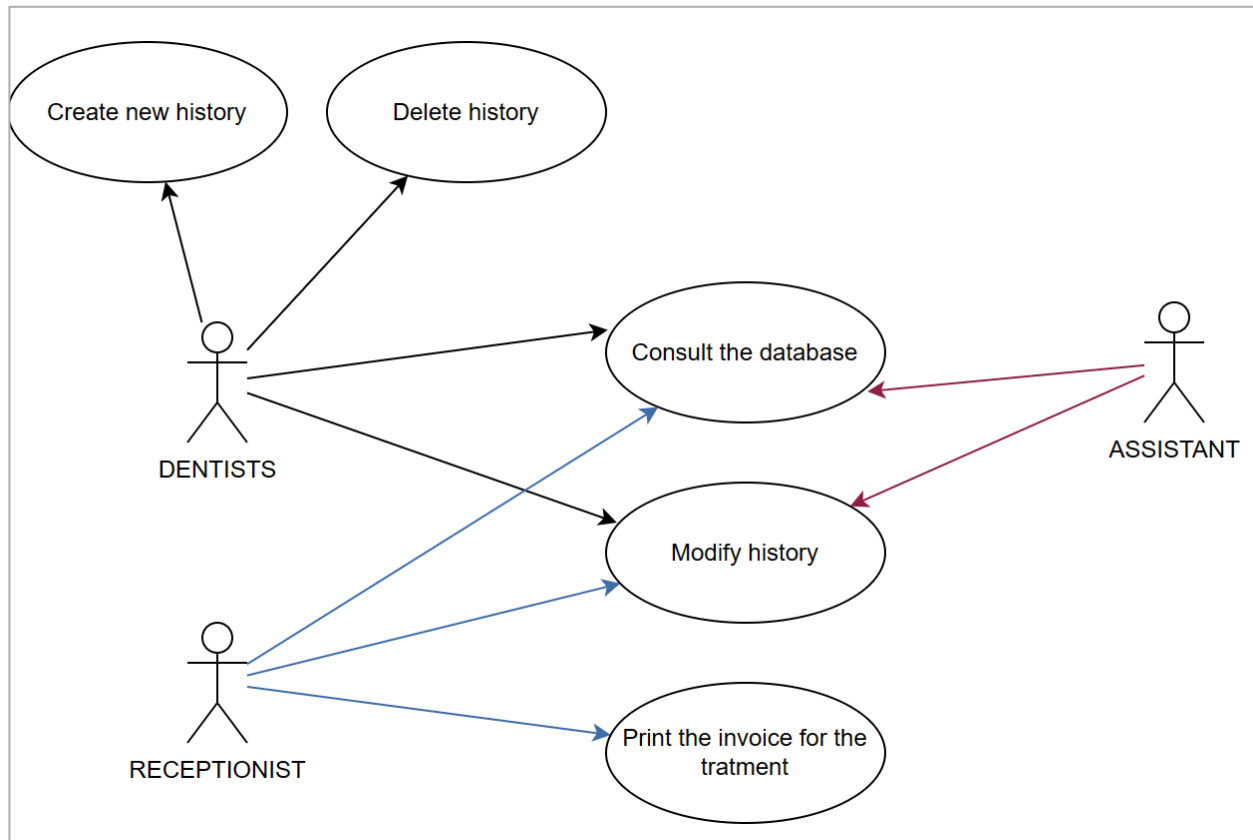 Create new history
Delete history
Consult the database
DENTISTS
ASSISTANT
Modify history
RECEPTIONIST
Print the invoice for the
tratment